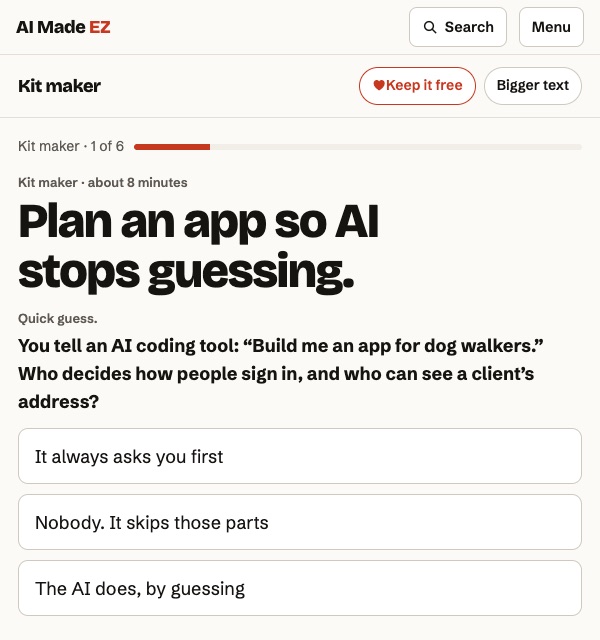 AI Made EZ
Search
Menu
Kit maker
Keep it free
Bigger text
Kit maker · 1 of 6
Kit maker · about 8 minutes
Plan an app so AI
stops guessing.
Quick guess.
You tell an AI coding tool: “Build me an app for dog walkers.”
Who decides how people sign in, and who can see a client’s
address?
It always asks you first
Nobody. It skips those parts
The AI does, by guessing